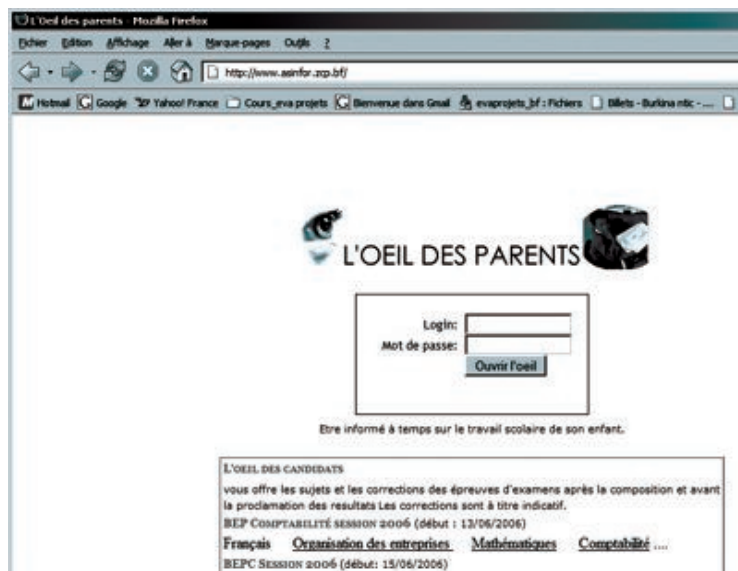 L'Oeil des parents - Mozilla Firefox
Fichier Edition Affichage Aller à Marque-pages Outils ?
http://www.asinfor.zcp.bf/
Hotmail Google Yahoo! France Cours_eva projets Bienvenue dans Gmail evaprojets_bf : Fichiers Billets - Burkina ntic - ....
L'OEIL DES PARENTS
Login:
Mot de passe:
Ouvrir l'oeil
Etre informé à temps sur le travail scolaire de son enfant.
L'OEIL DES CANDIDATS
vous offre les sujets et les corrections des épreuves d'examens après la composition et avant
la proclamation des resultats Les corrections sont à titre indicatif.
BEP COMPTABILITÉ SESSION 2006 (début : 13/06/2006)
Français Organisation des entreprises Mathématiques Comptabilité ....
BEPC SESSION 2006 (début: 15/06/2006)